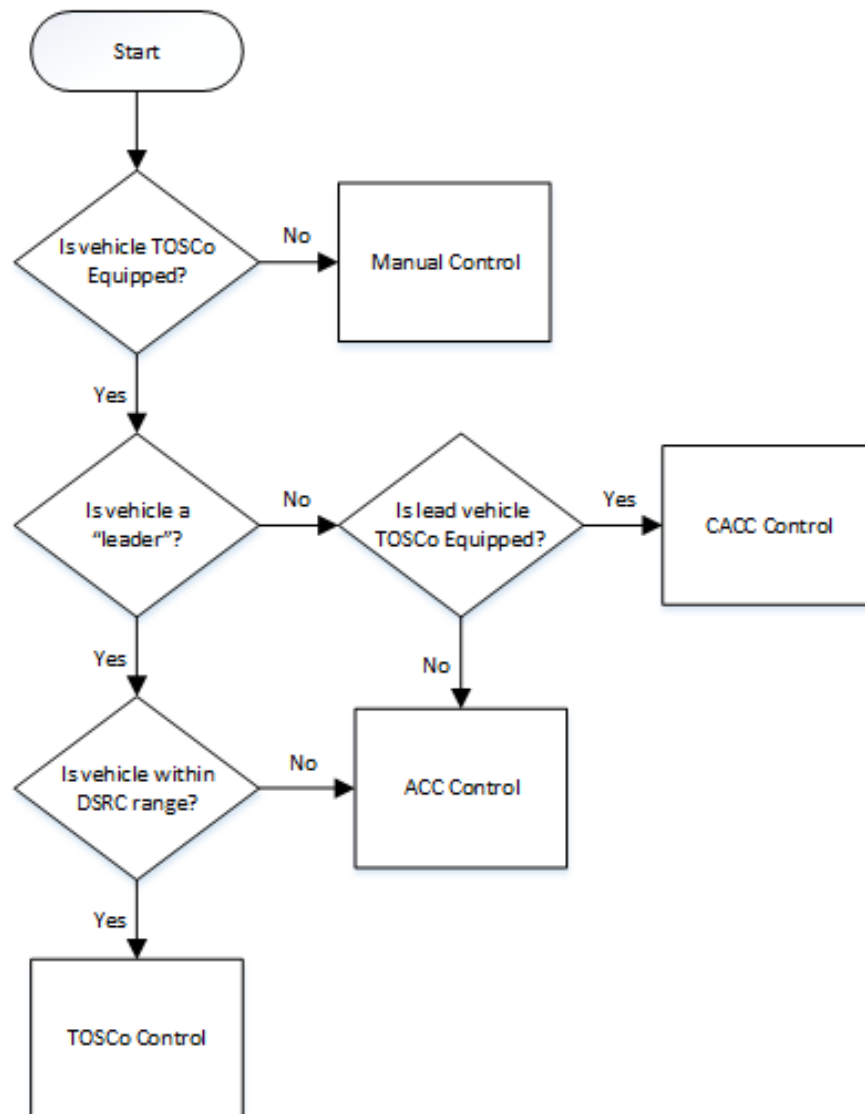 Start
Is vehicle TOSCo
Equipped?
No
Manual Control
Yes
Is vehicle a
“leader”?
No
Is lead vehicle
TOSCo Equipped?
Yes
CACC Control
Yes
No
Is vehicle within
DSRC range?
No
ACC Control
Yes
TOSCo Control